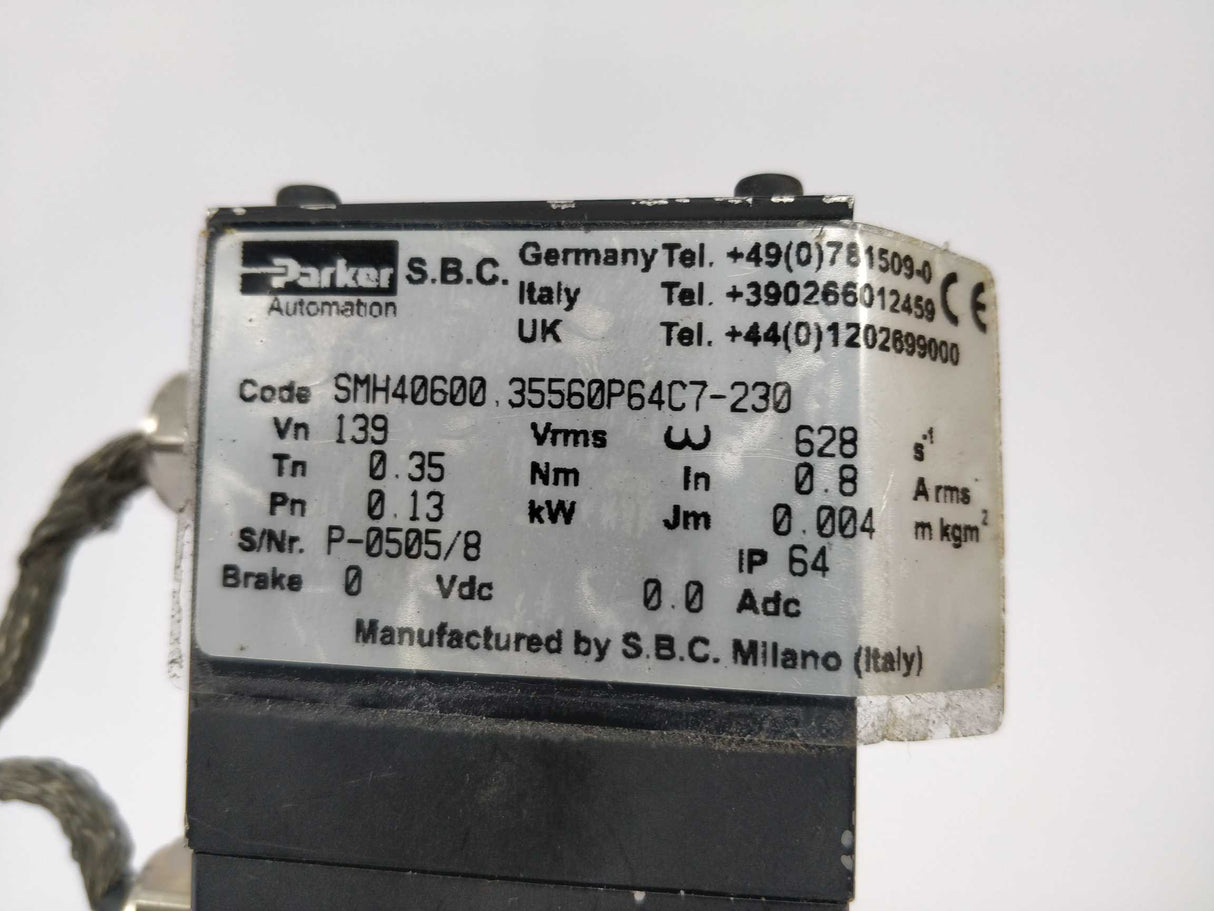 Parker Automation S.B.C.
Germany Tel. +49(0)781509-0
Italy Tel. +390266012459
UK Tel. +44(0)1202699000
CE
Code SMH40600.35560P64C7-230
Vn 139 Vrms ω 628 s⁻¹
Tn 0.35 Nm In 0.8 A rms
Pn 0.13 kW Jm 0.004 m kgm²
S/Nr. P-0505/8 IP 64
Brake 0 Vdc 0.0 Adc
Manufactured by S.B.C. Milano (Italy)